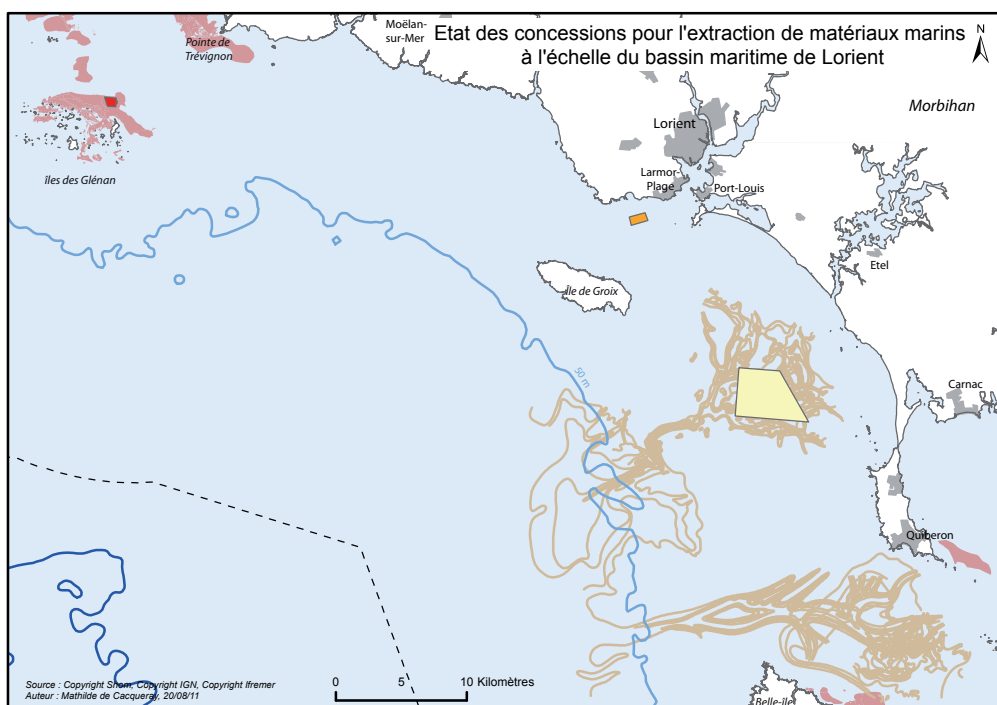 Etat des concessions pour l'extraction de matériaux marins
à l'échelle du bassin maritime de Lorient
N
Moëlan-
sur-Mer
Pointe de
Trévignon
Morbihan
Lorient
îles des Glénan
Larmor-
Plage
Port-Louis
Etel
Île de Groix
50 m
Carnac
Quiberon
Belle-île
Source : Copyright Shom, Copyright IGN, Copyright Ifremer
Auteur : Mathilde de Cacqueray, 20/08/11
0 5 10 Kilomètres